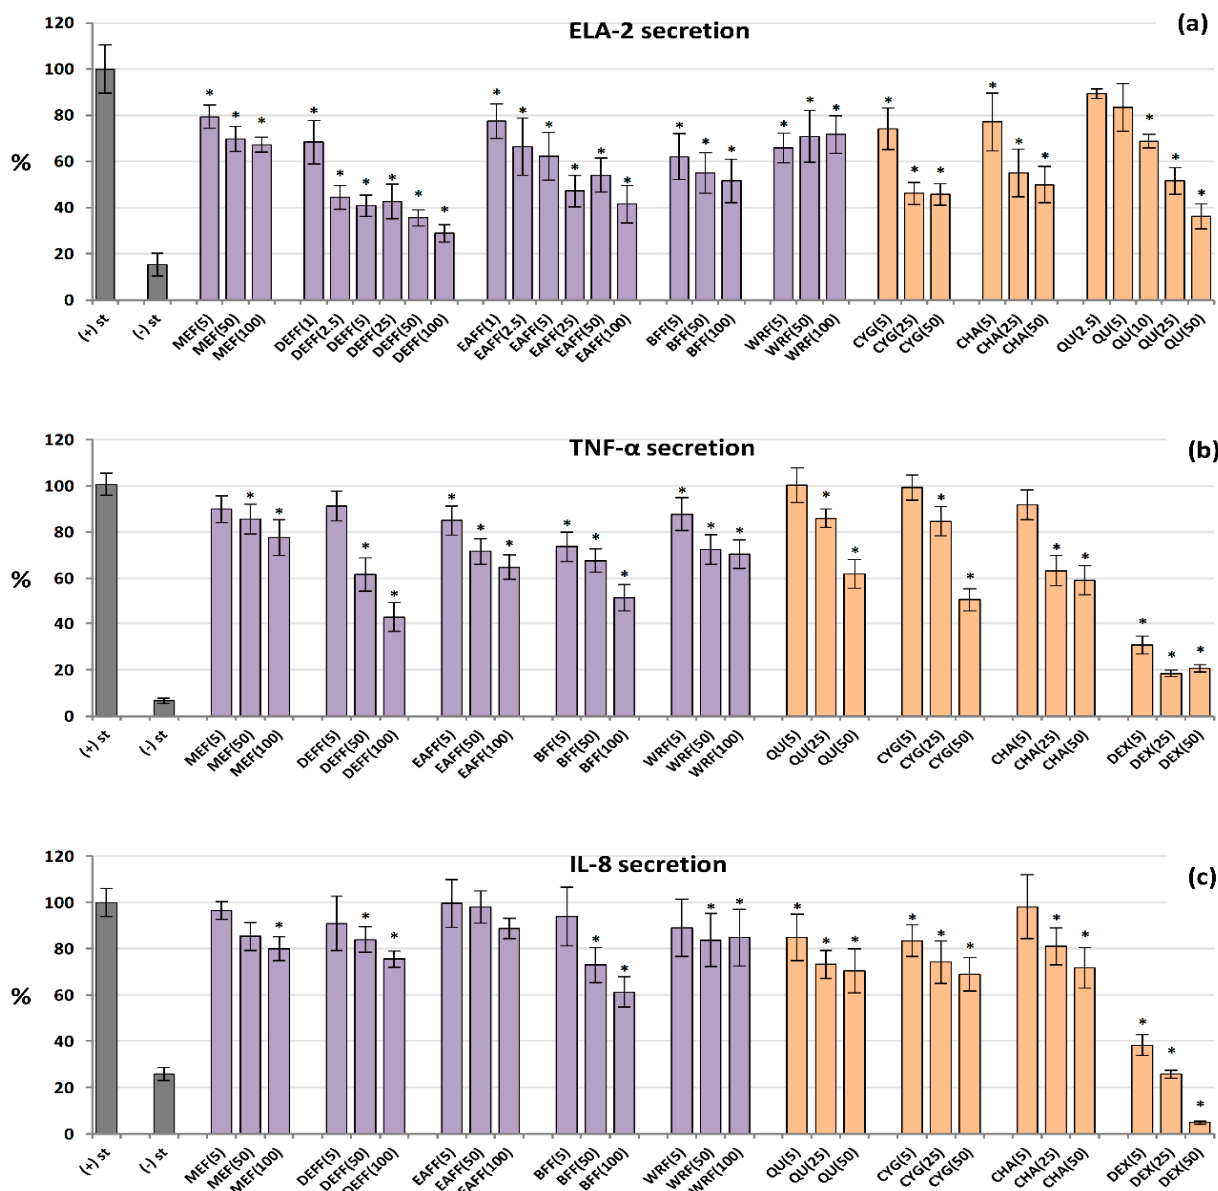 ELA-2 secretion
(a)
120
100
80
60
40
20
0
%
* * * * * * * * * * * * * * * * * * * * * * * * * * * * * *
(+) st (-) st MEF(5) MEF(50) MEF(100) DEFF(1) DEFF(2.5) DEFF(5) DEFF(25) DEFF(50) DEFF(100) EAFF(1) EAFF(2.5) EAFF(5) EAFF(25) EAFF(50) EAFF(100) BFF(5) BFF(50) BFF(100) WRF(5) WRF(50) WRF(100) CYG(5) CYG(25) CYG(50) CHA(5) CHA(25) CHA(50) QU(2.5) QU(5) QU(10) QU(25) QU(50)
TNF-α secretion
(b)
120
100
80
60
40
20
0
%
* * * * * * * * * * * * * * * * * * * * * *
(+) st (-) st MEF(5) MEF(50) MEF(100) DEFF(5) DEFF(50) DEFF(100) EAFF(5) EAFF(50) EAFF(100) BFF(5) BFF(50) BFF(100) WRF(5) WRF(50) WRF(100) QU(5) QU(25) QU(50) CYG(5) CYG(25) CYG(50) CHA(5) CHA(25) CHA(50) DEX(5) DEX(25) DEX(50)
IL-8 secretion
(c)
120
100
80
60
40
20
0
%
* * * * * * * * * * * * * * * * * *
(+) st (-) st MEF(5) MEF(50) MEF(100) DEFF(5) DEFF(50) DEFF(100) EAFF(5) EAFF(50) EAFF(100) BFF(5) BFF(50) BFF(100) WRF(5) WRF(50) WRF(100) QU(5) QU(25) QU(50) CYG(5) CYG(25) CYG(50) CHA(5) CHA(25) CHA(50) DEX(5) DEX(25) DEX(50)